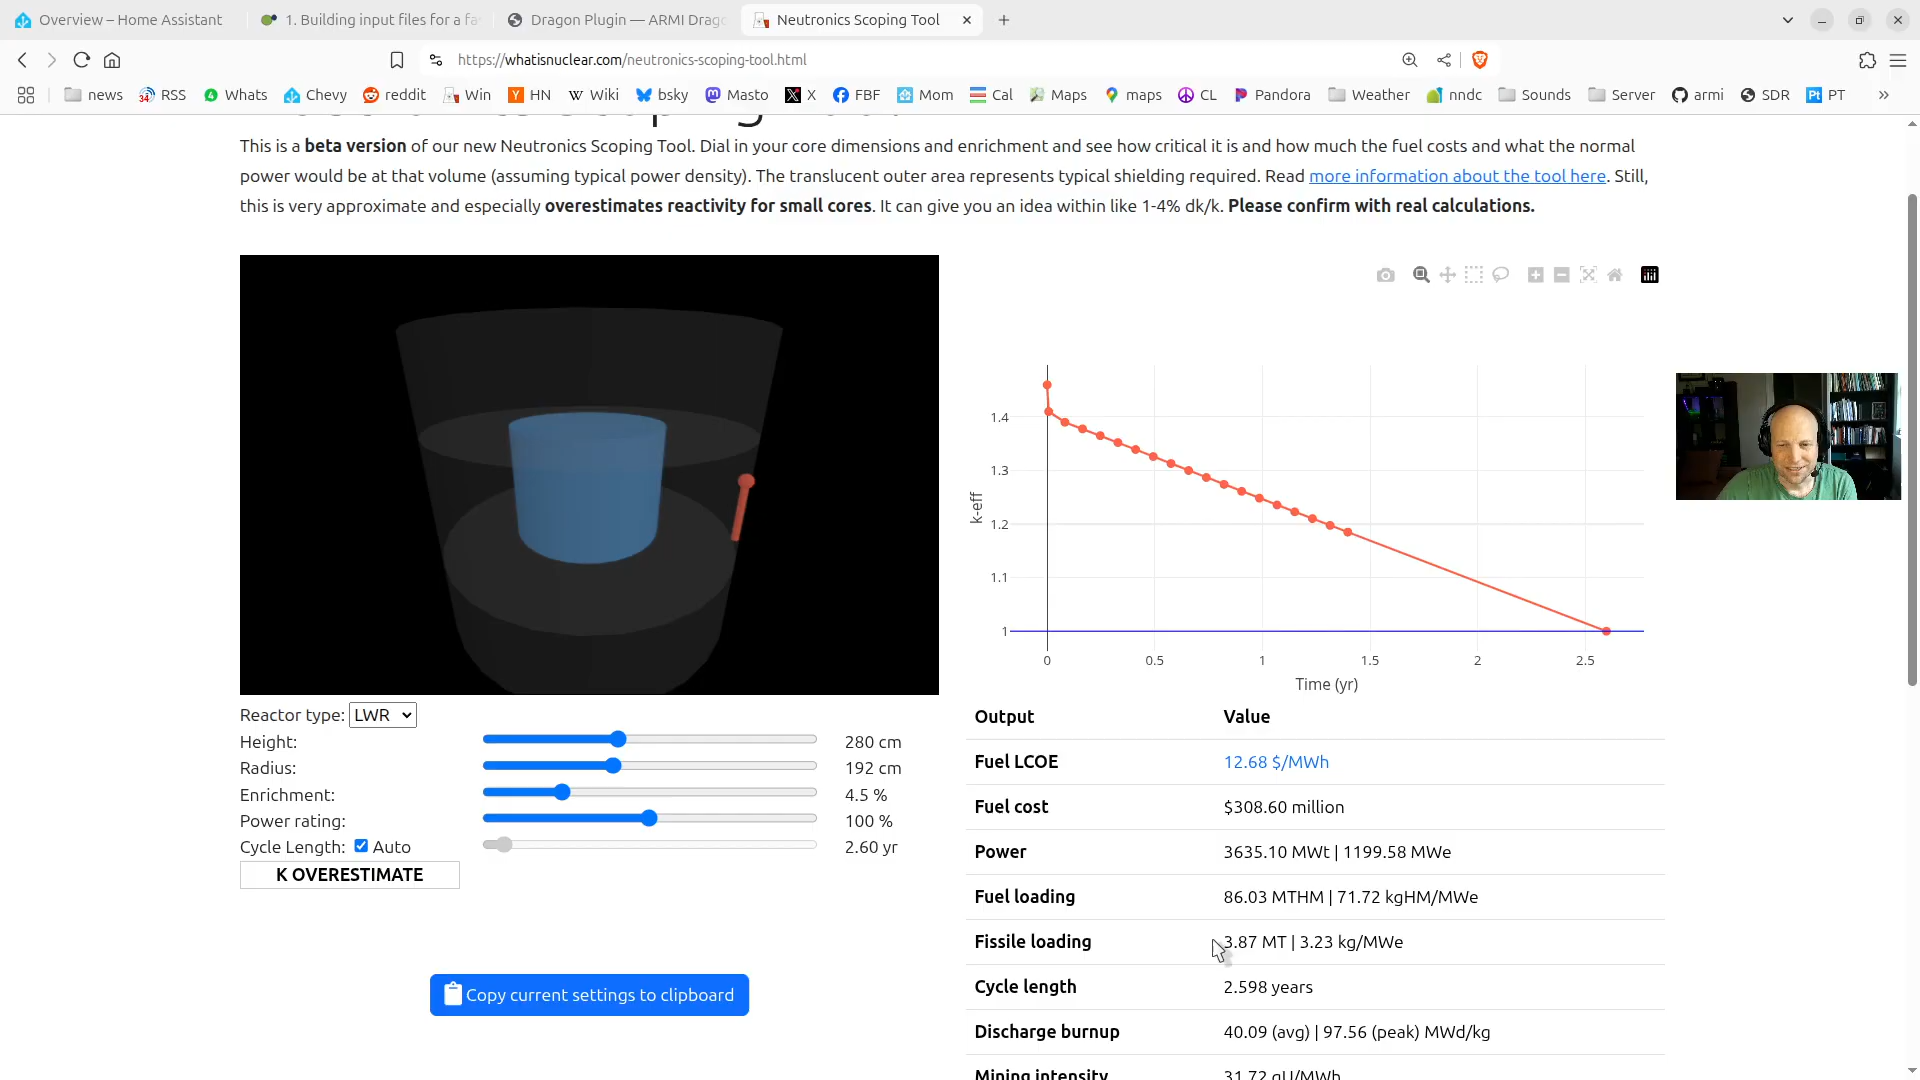 Overview – Home Assistant
1. Building input files for a fa
Dragon Plugin — ARMI Drago
Neutronics Scoping Tool
https://whatisnuclear.com/neutronics-scoping-tool.html
news RSS Whats Chevy reddit Win HN Wiki bsky Masto X FBF Mom Cal Maps maps CL Pandora Weather nndc Sounds Server armi SDR PT »
This is a beta version of our new Neutronics Scoping Tool. Dial in your core dimensions and enrichment and see how critical it is and how much the fuel costs and what the normal
power would be at that volume (assuming typical power density). The translucent outer area represents typical shielding required. Read more information about the tool here. Still,
this is very approximate and especially overestimates reactivity for small cores. It can give you an idea within like 1-4% dk/k. Please confirm with real calculations.
Reactor type: LWR
Height: 280 cm
Radius: 192 cm
Enrichment: 4.5 %
Power rating: 100 %
Cycle Length: Auto 2.60 yr
K OVERESTIMATE
Copy current settings to clipboard
k-eff
1.4
1.3
1.2
1.1
1
0 0.5 1 1.5 2 2.5
Time (yr)
Output Value
Fuel LCOE 12.68 $/MWh
Fuel cost $308.60 million
Power 3635.10 MWt | 1199.58 MWe
Fuel loading 86.03 MTHM | 71.72 kgHM/MWe
Fissile loading 3.87 MT | 3.23 kg/MWe
Cycle length 2.598 years
Discharge burnup 40.09 (avg) | 97.56 (peak) MWd/kg
Mining intensity 31.72 gU/MWh